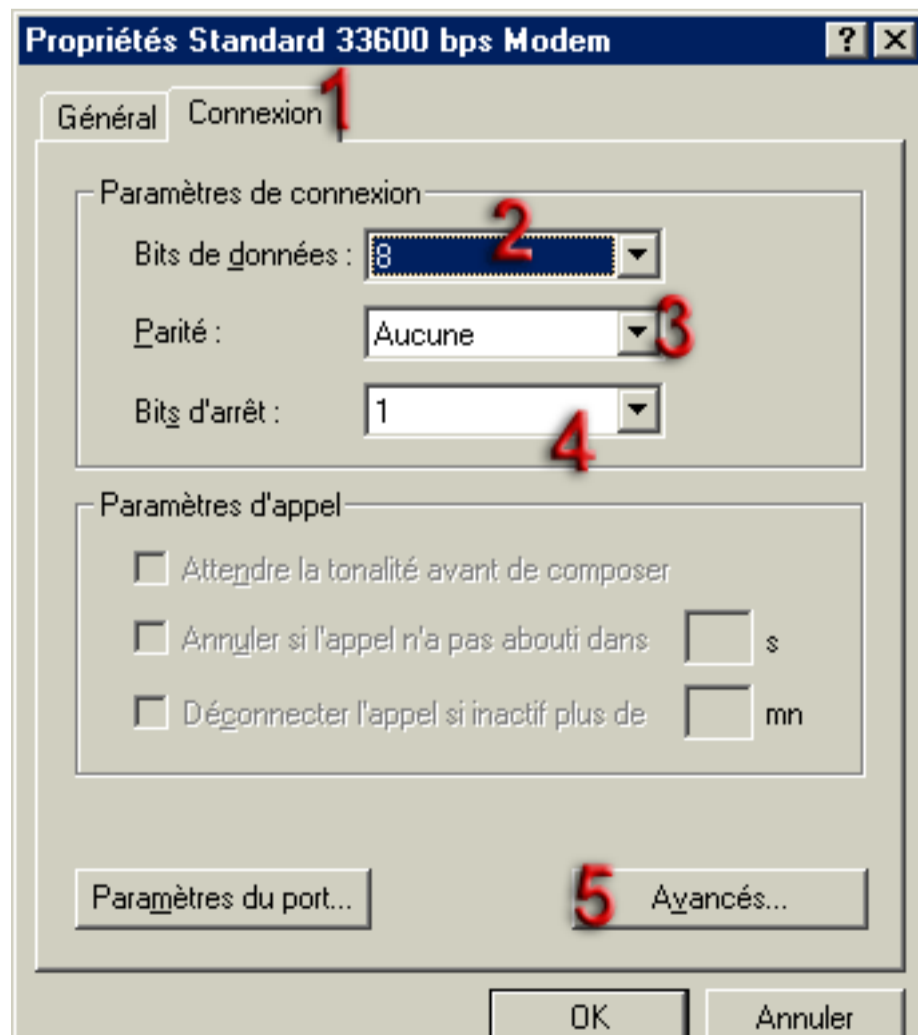 Propriétés Standard 33600 bps Modem ? X
Général Connexion 1
Paramètres de connexion
Bits de données : 8 2
Parité : Aucune 3
Bits d'arrêt : 1 4
Paramètres d'appel
Attendre la tonalité avant de composer
Annuler si l'appel n'a pas abouti dans s
Déconnecter l'appel si inactif plus de mn
Paramètres du port... 5 Avancés...
OK Annuler